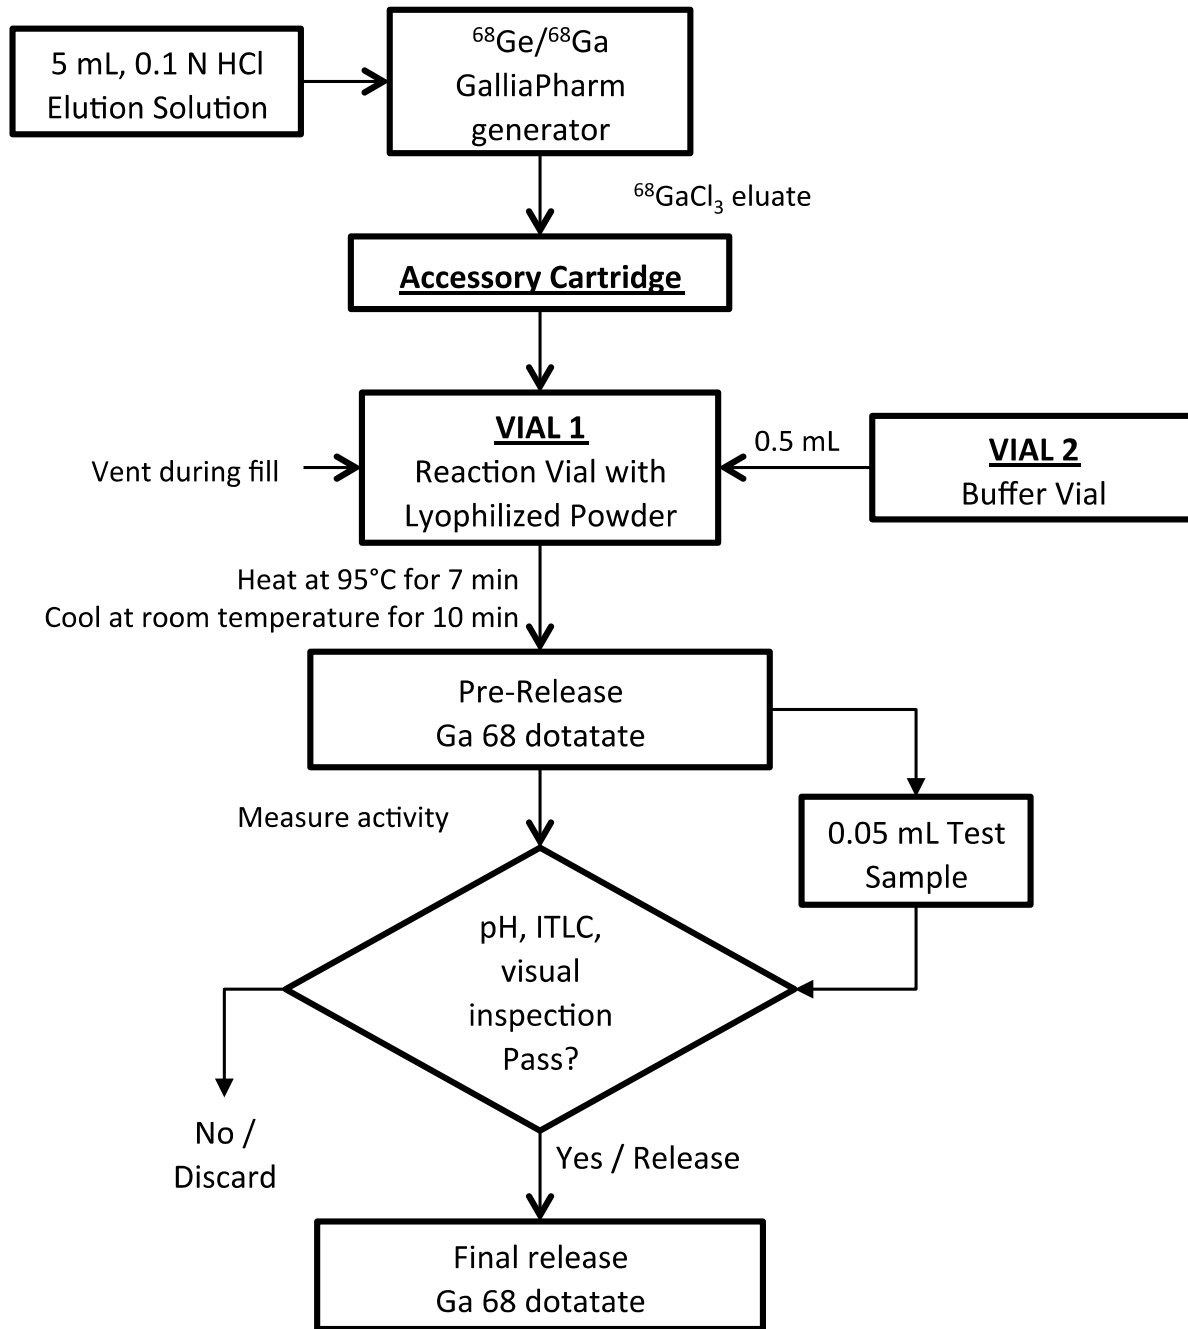 5 mL, 0.1 N HCl
Elution Solution
⁶⁸Ge/⁶⁸Ga
GalliaPharm
generator
⁶⁸GaCl₃ eluate
Accessory Cartridge
VIAL 1
Reaction Vial with
Lyophilized Powder
Vent during fill
0.5 mL
VIAL 2
Buffer Vial
Heat at 95°C for 7 min
Cool at room temperature for 10 min
Pre-Release
Ga 68 dotatate
Measure activity
0.05 mL Test
Sample
pH, ITLC,
visual
inspection
Pass?
No /
Discard
Yes / Release
Final release
Ga 68 dotatate